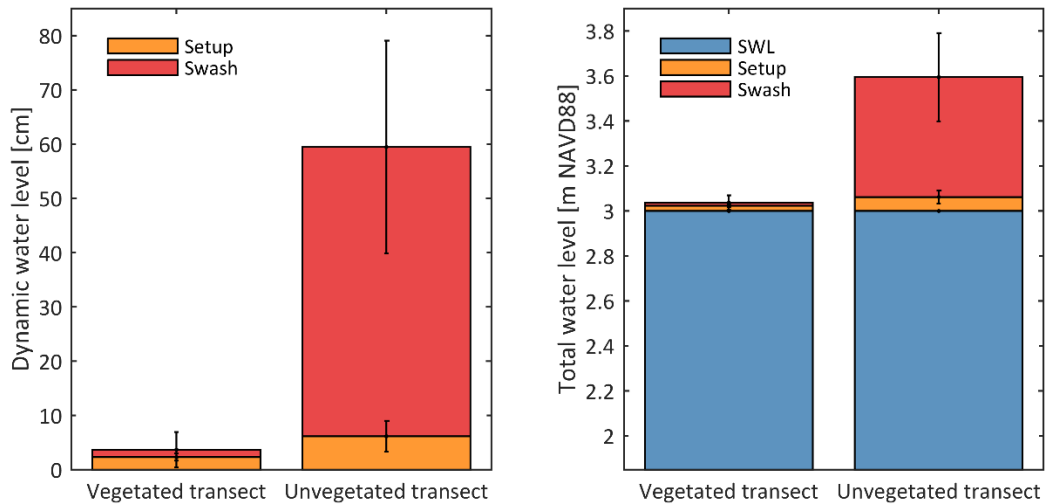 Dynamic water level [cm]
80
70
60
50
40
30
20
10
0
Setup
Swash
Vegetated transect
Unvegetated transect
Total water level [m NAVD88]
3.8
3.6
3.4
3.2
3
2.8
2.6
2.4
2.2
2
SWL
Setup
Swash
Vegetated transect
Unvegetated transect